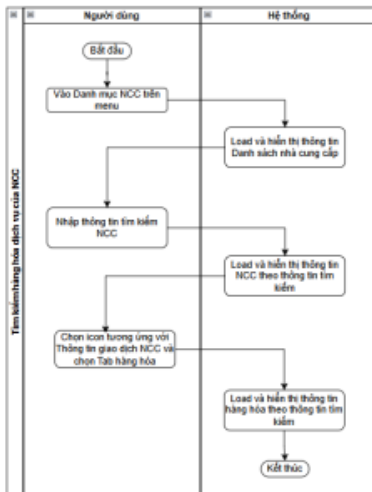 Người dùng
Hệ thống
Tìm kiếm hàng hóa dịch vụ của NCC
Bắt đầu
Vào Danh mục NCC trên
menu
Load và hiển thị thông tin
Danh sách nhà cung cấp
Nhập thông tin tìm kiếm
NCC
Load và hiển thị thông tin
NCC theo thông tin tìm
kiếm
Chọn icon tương ứng với
Thông tin giao dịch NCC và
chọn Tab hàng hóa
Load và hiển thị thông tin
hàng hóa theo thông tin tìm
kiếm
Kết thúc